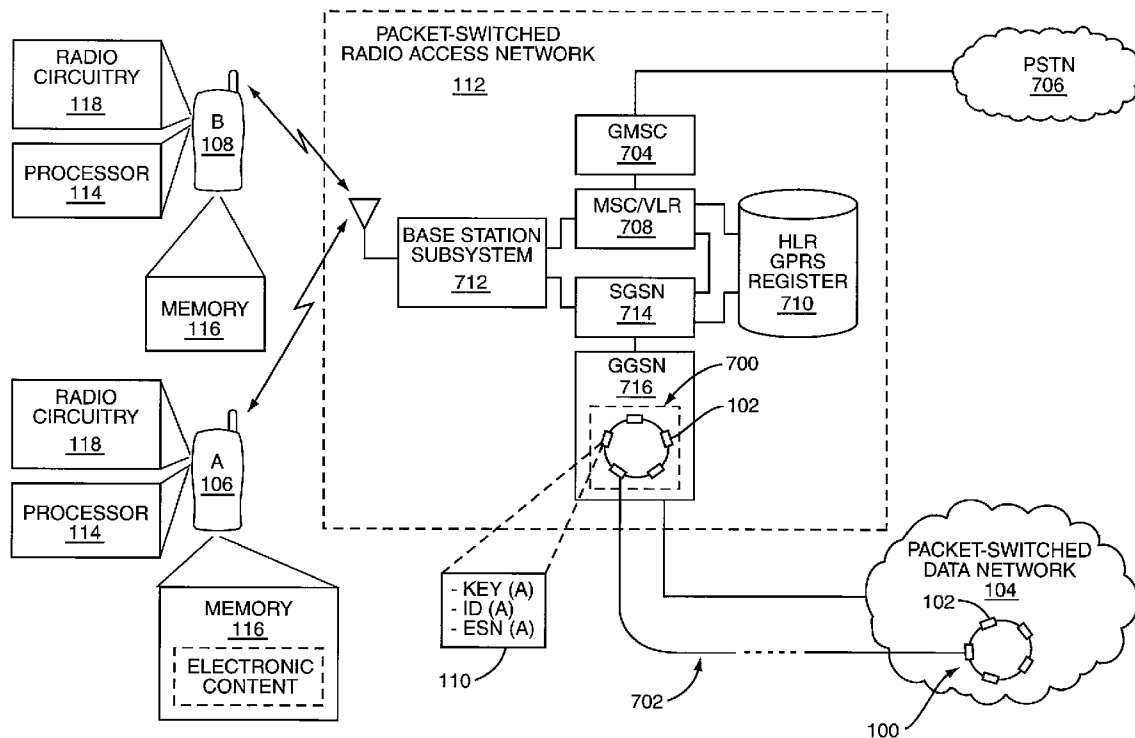 PACKET-SWITCHED
RADIO ACCESS NETWORK
112
PSTN
706
RADIO
CIRCUITRY
118
PROCESSOR
114
B
108
MEMORY
116
GMSC
704
MSC/VLR
708
BASE STATION
SUBSYSTEM
712
SGSN
714
HLR
GPRS
REGISTER
710
GGSN
716
700
102
RADIO
CIRCUITRY
118
PROCESSOR
114
A
106
MEMORY
116
ELECTRONIC
CONTENT
- KEY (A)
- ID (A)
- ESN (A)
110
702
PACKET-SWITCHED
DATA NETWORK
104
102
100